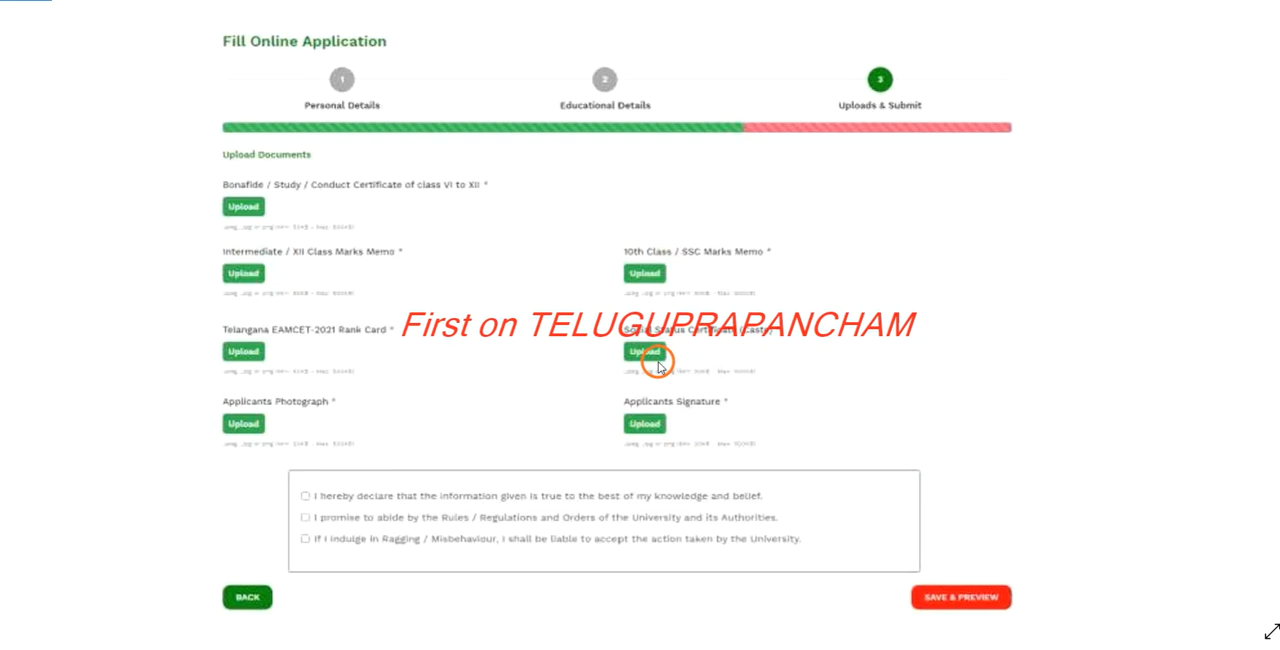 Fill Online Application
1
2
3
Personal Details
Educational Details
Uploads & Submit
Upload Documents
Bonafide / Study / Conduct Certificate of class VI to XII *
Upload
Intermediate / XII Class Marks Memo *
10th Class / SSC Marks Memo *
Upload
Upload
Telangana EAMCET-2021 Rank Card *
Social Status Certificate (Caste)
First on TELUGUPRAPANCHAM
Upload
Upload
Applicants Photograph *
Applicants Signature *
Upload
Upload
I hereby declare that the information given is true to the best of my knowledge and belief.
I promise to abide by the Rules / Regulations and Orders of the University and its Authorities.
If I indulge in Ragging / Misbehaviour, I shall be liable to accept the action taken by the University.
BACK
SAVE & PREVIEW